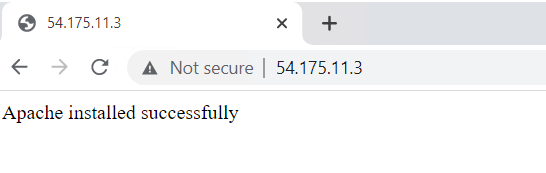 54.175.11.3
Not secure | 54.175.11.3
Apache installed successfully